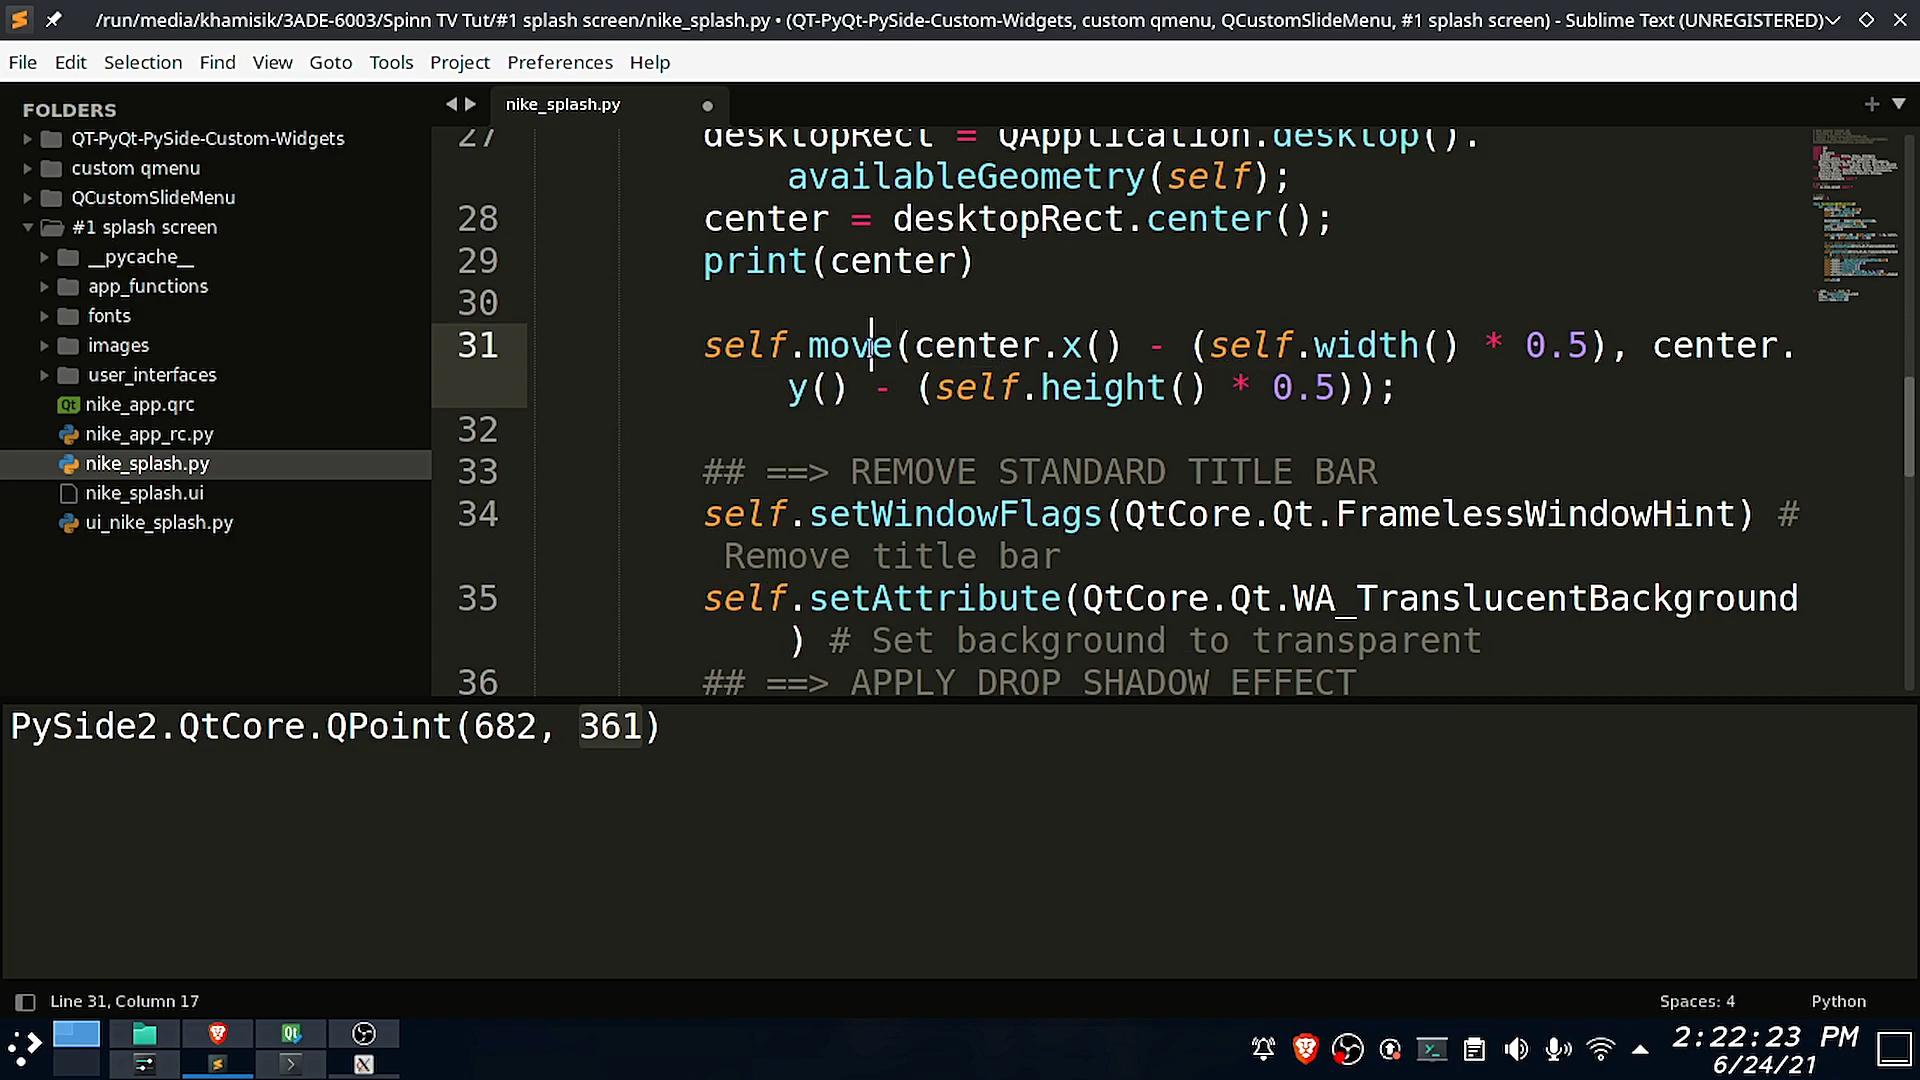 /run/media/khamisik/3ADE-6003/Spinn TV Tut/#1 splash screen/nike_splash.py • (QT-PyQt-PySide-Custom-Widgets, custom qmenu, QCustomSlideMenu, #1 splash screen) - Sublime Text (UNREGISTERED)
File Edit Selection Find View Goto Tools Project Preferences Help
FOLDERS
QT-PyQt-PySide-Custom-Widgets
custom qmenu
QCustomSlideMenu
#1 splash screen
__pycache__
app_functions
fonts
images
user_interfaces
nike_app.qrc
nike_app_rc.py
nike_splash.py
nike_splash.ui
ui_nike_splash.py
nike_splash.py
27 desktopRect = QApplication.desktop().
availableGeometry(self);
28 center = desktopRect.center();
29 print(center)
30
31 self.move(center.x() - (self.width() * 0.5), center.
y() - (self.height() * 0.5));
32
33 ## ==> REMOVE STANDARD TITLE BAR
34 self.setWindowFlags(QtCore.Qt.FramelessWindowHint) #
Remove title bar
35 self.setAttribute(QtCore.Qt.WA_TranslucentBackground
) # Set background to transparent
36 ## ==> APPLY DROP SHADOW EFFECT
PySide2.QtCore.QPoint(682, 361)
Line 31, Column 17
Spaces: 4
Python
2:22:23 PM
6/24/21